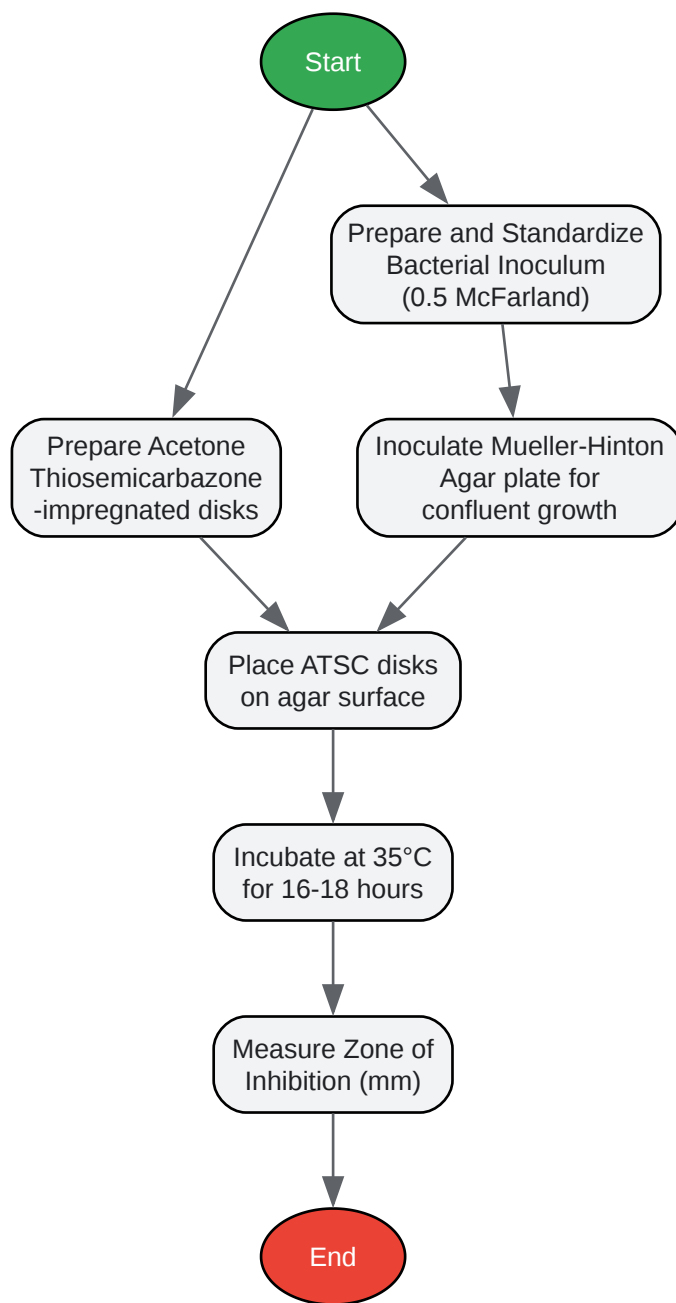 Start
Prepare and Standardize
Bacterial Inoculum
(0.5 McFarland)
Prepare Acetone
Thiosemicarbazone
-impregnated disks
Inoculate Mueller-Hinton
Agar plate for
confluent growth
Place ATSC disks
on agar surface
Incubate at 35°C
for 16-18 hours
Measure Zone of
Inhibition (mm)
End